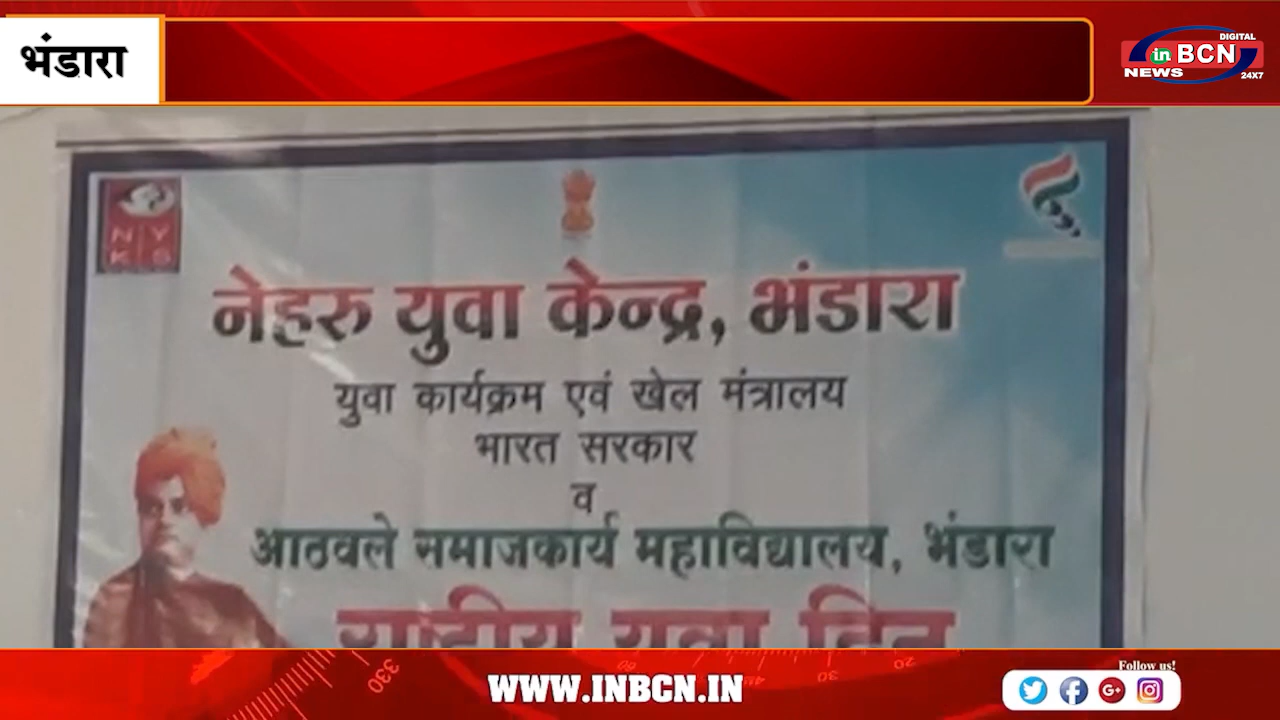 भंडारा
DIGITAL
in BCN
NEWS 24X7
NYKS
नेहरु युवा केन्द्र, भंडारा
युवा कार्यक्रम एवं खेल मंत्रालय
भारत सरकार
व
आठवले समाजकार्य महाविद्यालय, भंडारा
राष्ट्रीय युवा दिन
WWW.INBCN.IN
Follow us!